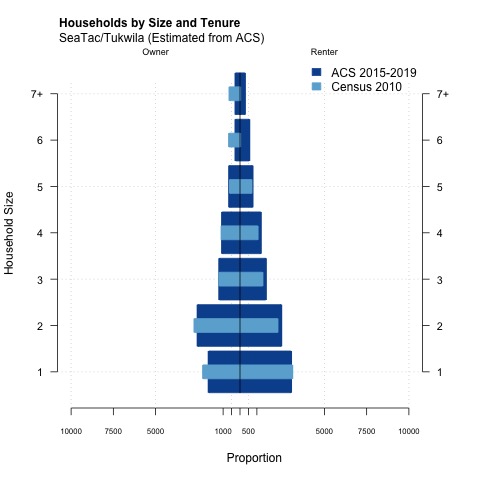 Households by Size and Tenure
SeaTac/Tukwila (Estimated from ACS)
Owner Renter
ACS 2015-2019
Census 2010
7+ 7+
6 6
5 5
4 4
3 3
2 2
1 1
Household Size
10000 7500 5000 1000 500 5000 7500 10000
Proportion